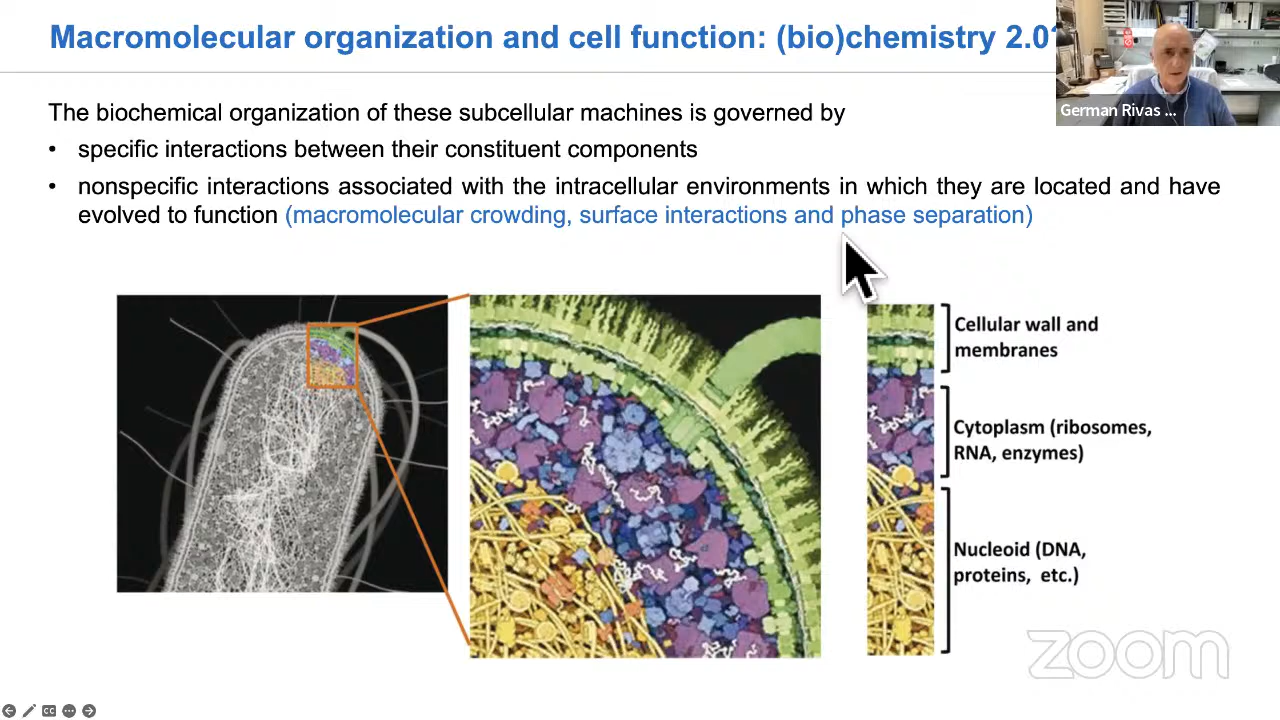 Macromolecular organization and cell function: (bio)chemistry 2.0?
German Rivas ...
The biochemical organization of these subcellular machines is governed by
• specific interactions between their constituent components
• nonspecific interactions associated with the intracellular environments in which they are located and have
evolved to function (macromolecular crowding, surface interactions and phase separation)
Cellular wall and
membranes
Cytoplasm (ribosomes,
RNA, enzymes)
Nucleoid (DNA,
proteins, etc.)
zoom
CC